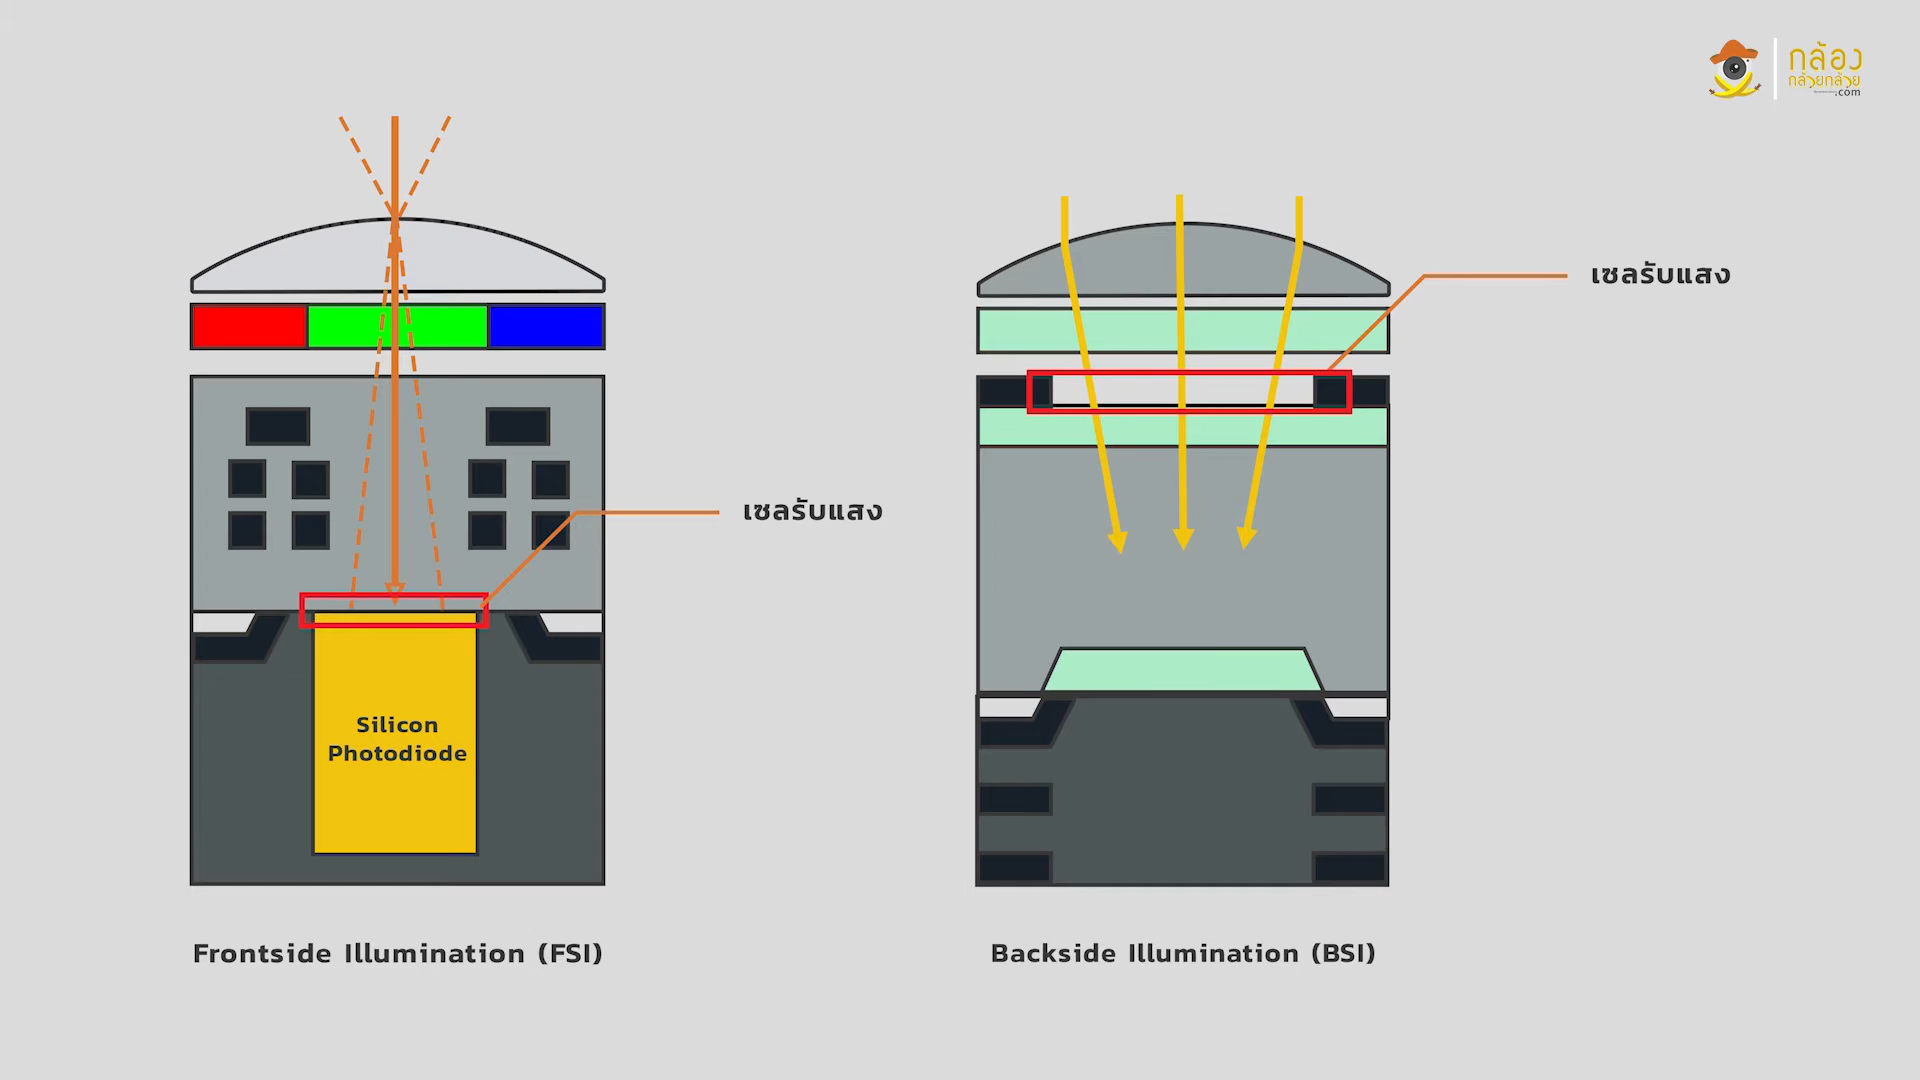 กล้อง
กล้วยกล้วย
.com
เซลรับแสง
เซลรับแสง
Silicon
Photodiode
Frontside Illumination (FSI)
Backside Illumination (BSI)